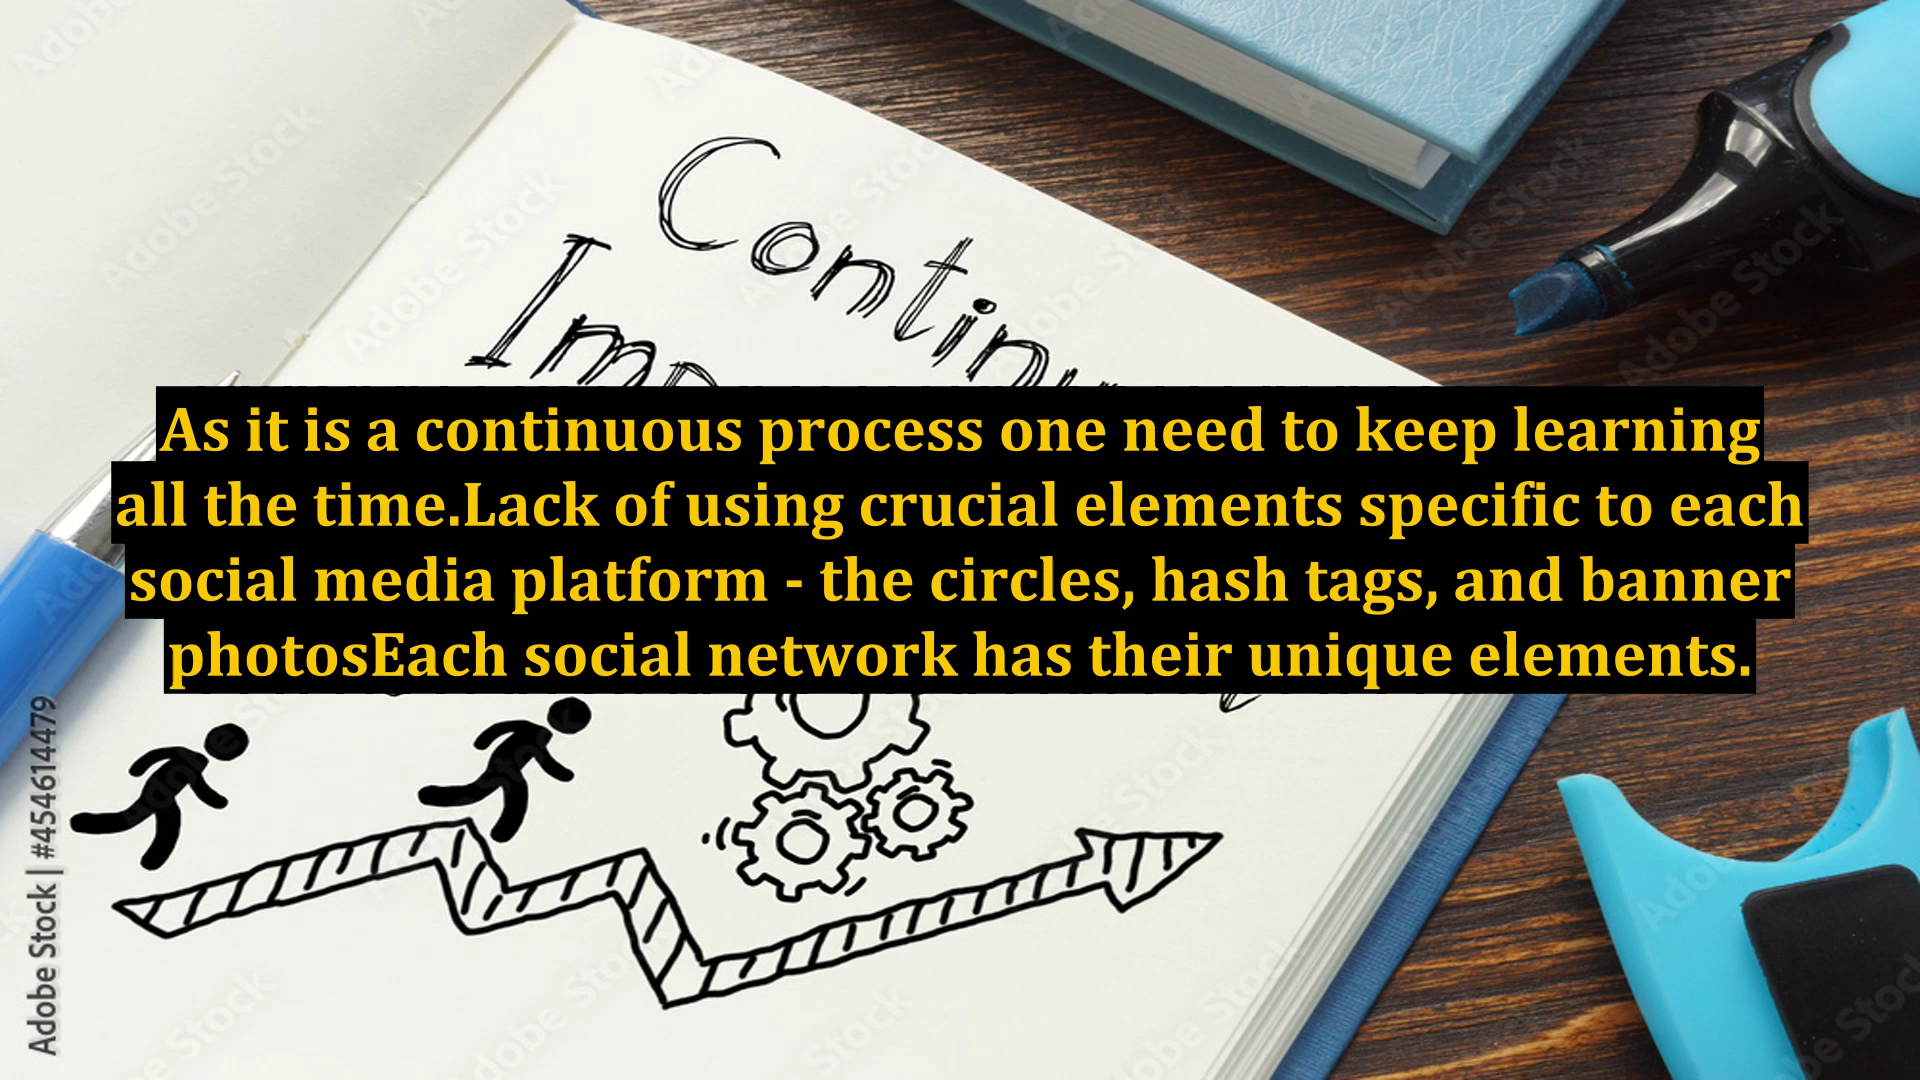 Continu
Imp
As it is a continuous process one need to keep learning
all the time.Lack of using crucial elements specific to each
social media platform - the circles, hash tags, and banner
photosEach social network has their unique elements.
Adobe Stock | #454614479